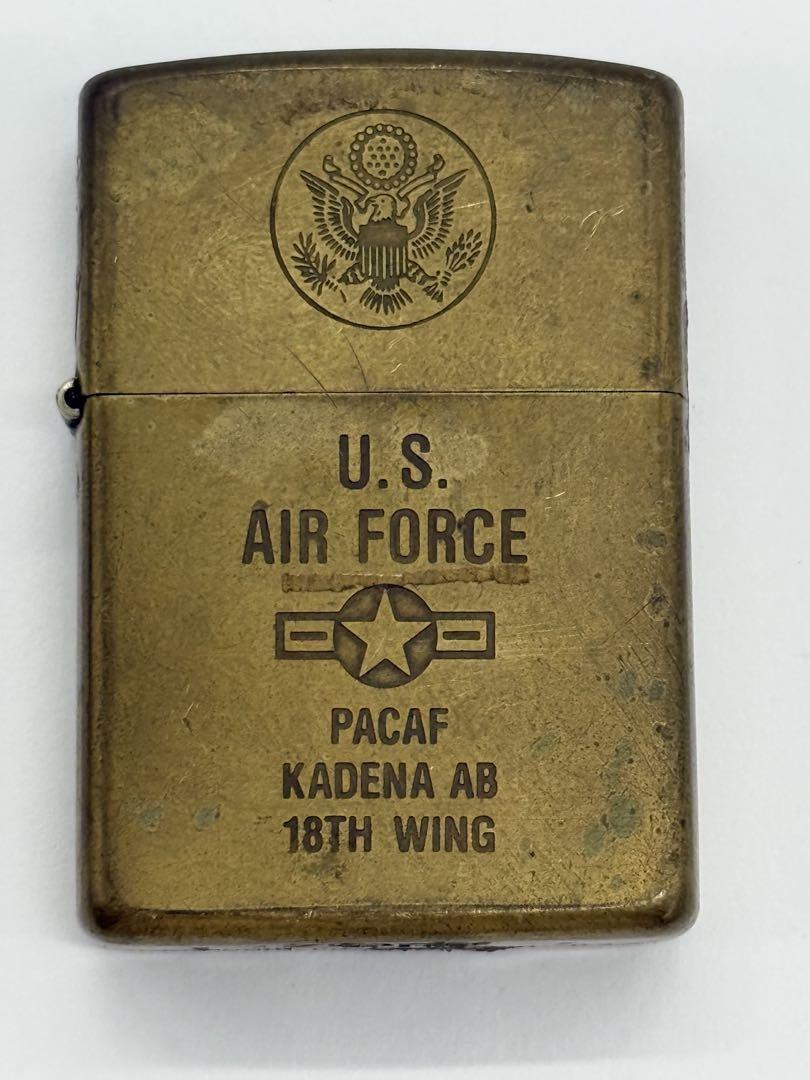 U.S.
AIR FORCE
PACAF
KADENA AB
18TH WING